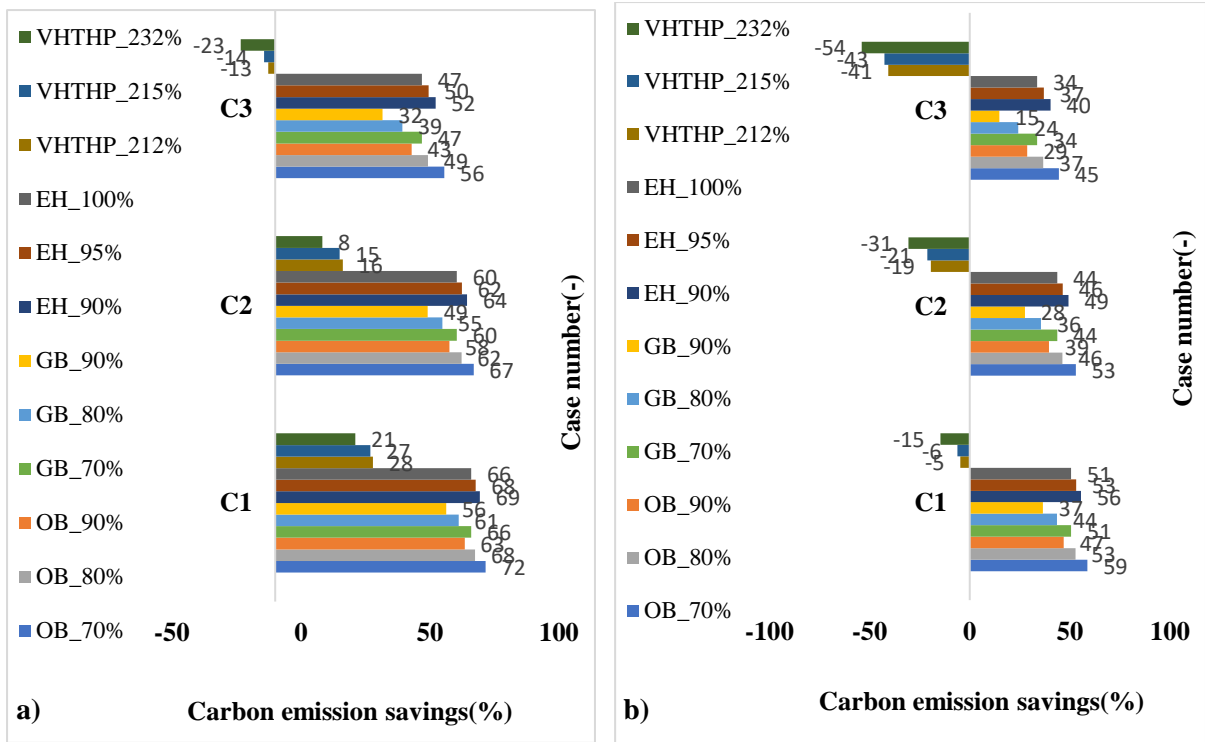 VHTHP_232%
VHTHP_215%
VHTHP_212%
EH_100%
EH_95%
EH_90%
GB_90%
GB_80%
GB_70%
OB_90%
OB_80%
OB_70%
C3
-23
-14
-13
47
50
52
32
39
47
43
49
56
C2
8
15
16
60
62
64
49
55
60
58
62
67
C1
21
27
28
66
68
69
56
61
66
63
68
72
Case number(-)
-50 0 50 100
a) Carbon emission savings(%)
VHTHP_232%
VHTHP_215%
VHTHP_212%
EH_100%
EH_95%
EH_90%
GB_90%
GB_80%
GB_70%
OB_90%
OB_80%
OB_70%
C3
-54
-43
-41
34
37
40
15
24
34
29
37
45
C2
-31
-21
-19
44
46
49
28
36
44
39
46
53
C1
-15
-6
-5
51
53
56
37
44
51
47
53
59
Case number(-)
-100 -50 0 50 100
b) Carbon emission savings(%)